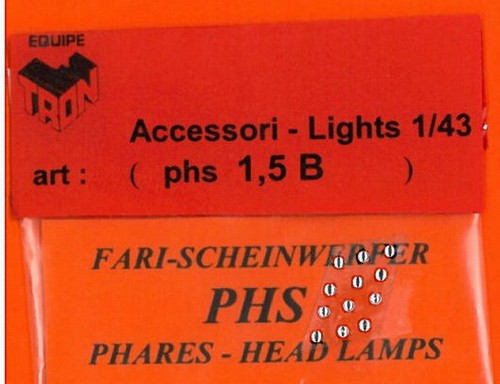 EQUIPE
TRON
Accessori - Lights 1/43
art : ( phs 1,5 B )
FARI-SCHEINWERFER
PHS
PHARES - HEAD LAMPS